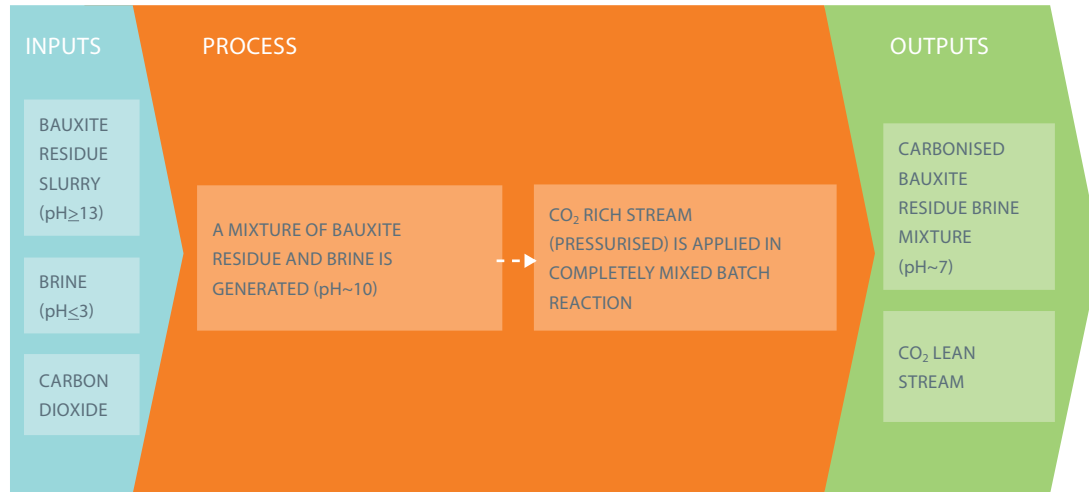 INPUTS
BAUXITE
RESIDUE
SLURRY
(pH≥13)
BRINE
(pH≤3)
CARBON
DIOXIDE
PROCESS
A MIXTURE OF BAUXITE
RESIDUE AND BRINE IS
GENERATED (pH~10)
CO₂ RICH STREAM
(PRESSURISED) IS APPLIED IN
COMPLETELY MIXED BATCH
REACTION
OUTPUTS
CARBONISED
BAUXITE
RESIDUE BRINE
MIXTURE
(pH~7)
CO₂ LEAN
STREAM